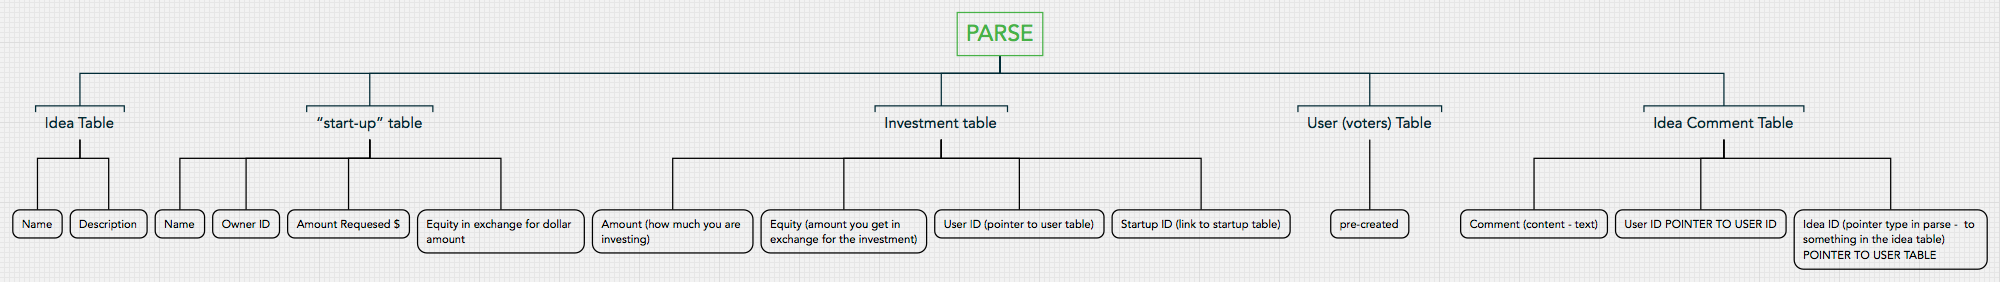 PARSE
Idea Table
“start-up” table
Investment table
User (voters) Table
Idea Comment Table
Name
Description
Name
Owner ID
Amount Requesed $
Equity in exchange for dollar
amount
Amount (how much you are
investing)
Equity (amount you get in
exchange for the investment)
User ID (pointer to user table)
Startup ID (link to startup table)
pre-created
Comment (content - text)
User ID POINTER TO USER ID
Idea ID (pointer type in parse -  to
something in the idea table)
POINTER TO USER TABLE